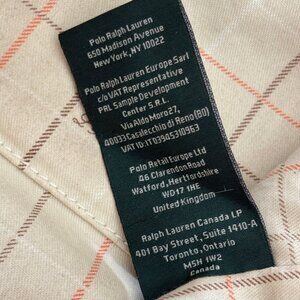 Polo Ralph Lauren
650 Madison Avenue
New York, NY 10022
Polo Ralph Lauren Europe Sarl
c/o VAT Representative
PRL Sample Development
Center S.R.L.
Via Aldo Moro 27,
40033 Casalecchio di Reno (BO)
VAT ID: IT03945310963
Polo Retail Europe Ltd
46 Clarendon Road
Watford, Hertfordshire
WD17 1HE
United Kingdom
Ralph Lauren Canada LP
401 Bay Street, Suite 1410-A
Toronto, Ontario
M5H 1W2
Canada